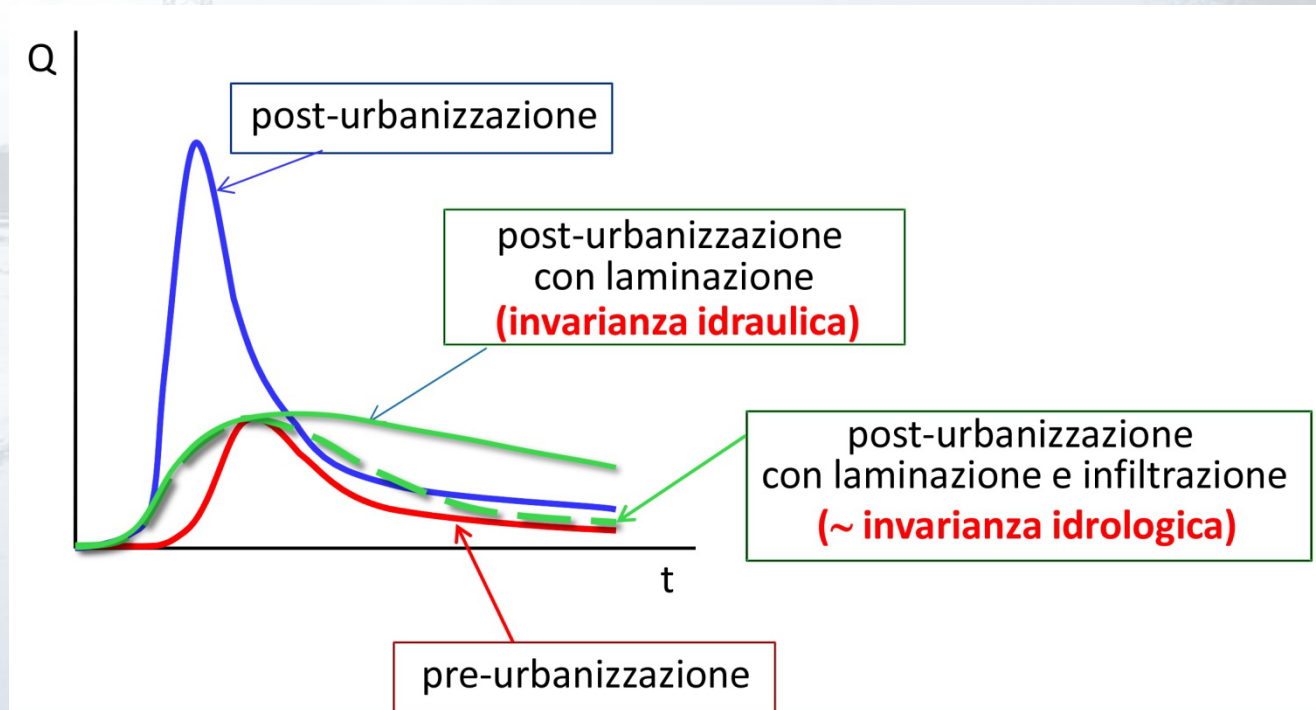 Q
post-urbanizzazione
post-urbanizzazione
con laminazione
(invarianza idraulica)
post-urbanizzazione
con laminazione e infiltrazione
(~ invarianza idrologica)
t
pre-urbanizzazione